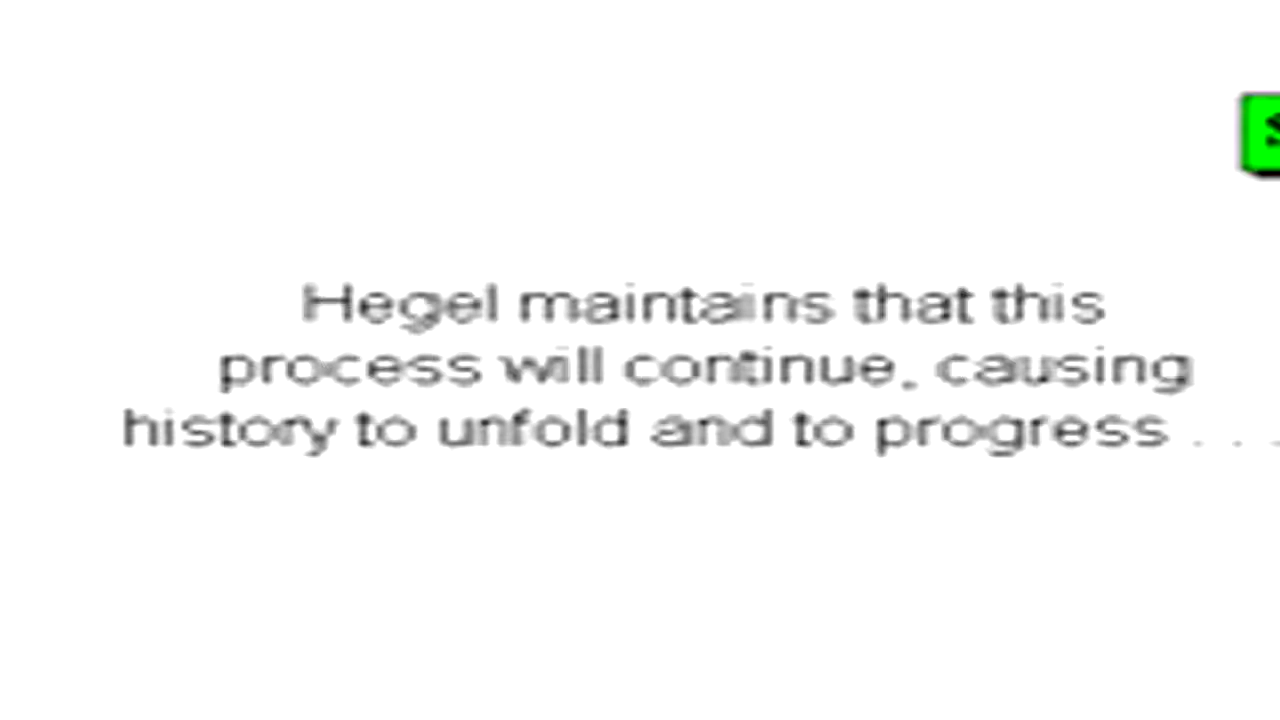 Hegel maintains that this
process will continue, causing
history to unfold and to progress . . .